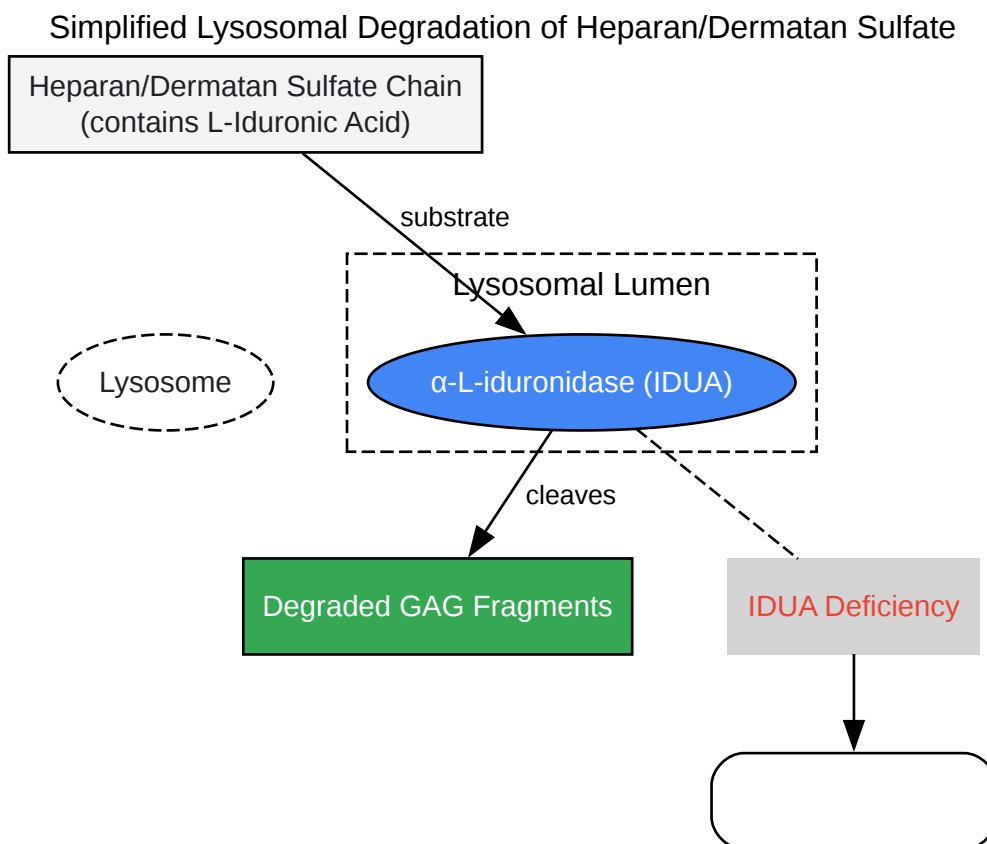 Simplified Lysosomal Degradation of Heparan/Dermatan Sulfate
Heparan/Dermatan Sulfate Chain
(contains L-Iduronic Acid)
substrate
Lysosomal Lumen
Lysosome
α-L-iduronidase (IDUA)
cleaves
Degraded GAG Fragments
IDUA Deficiency